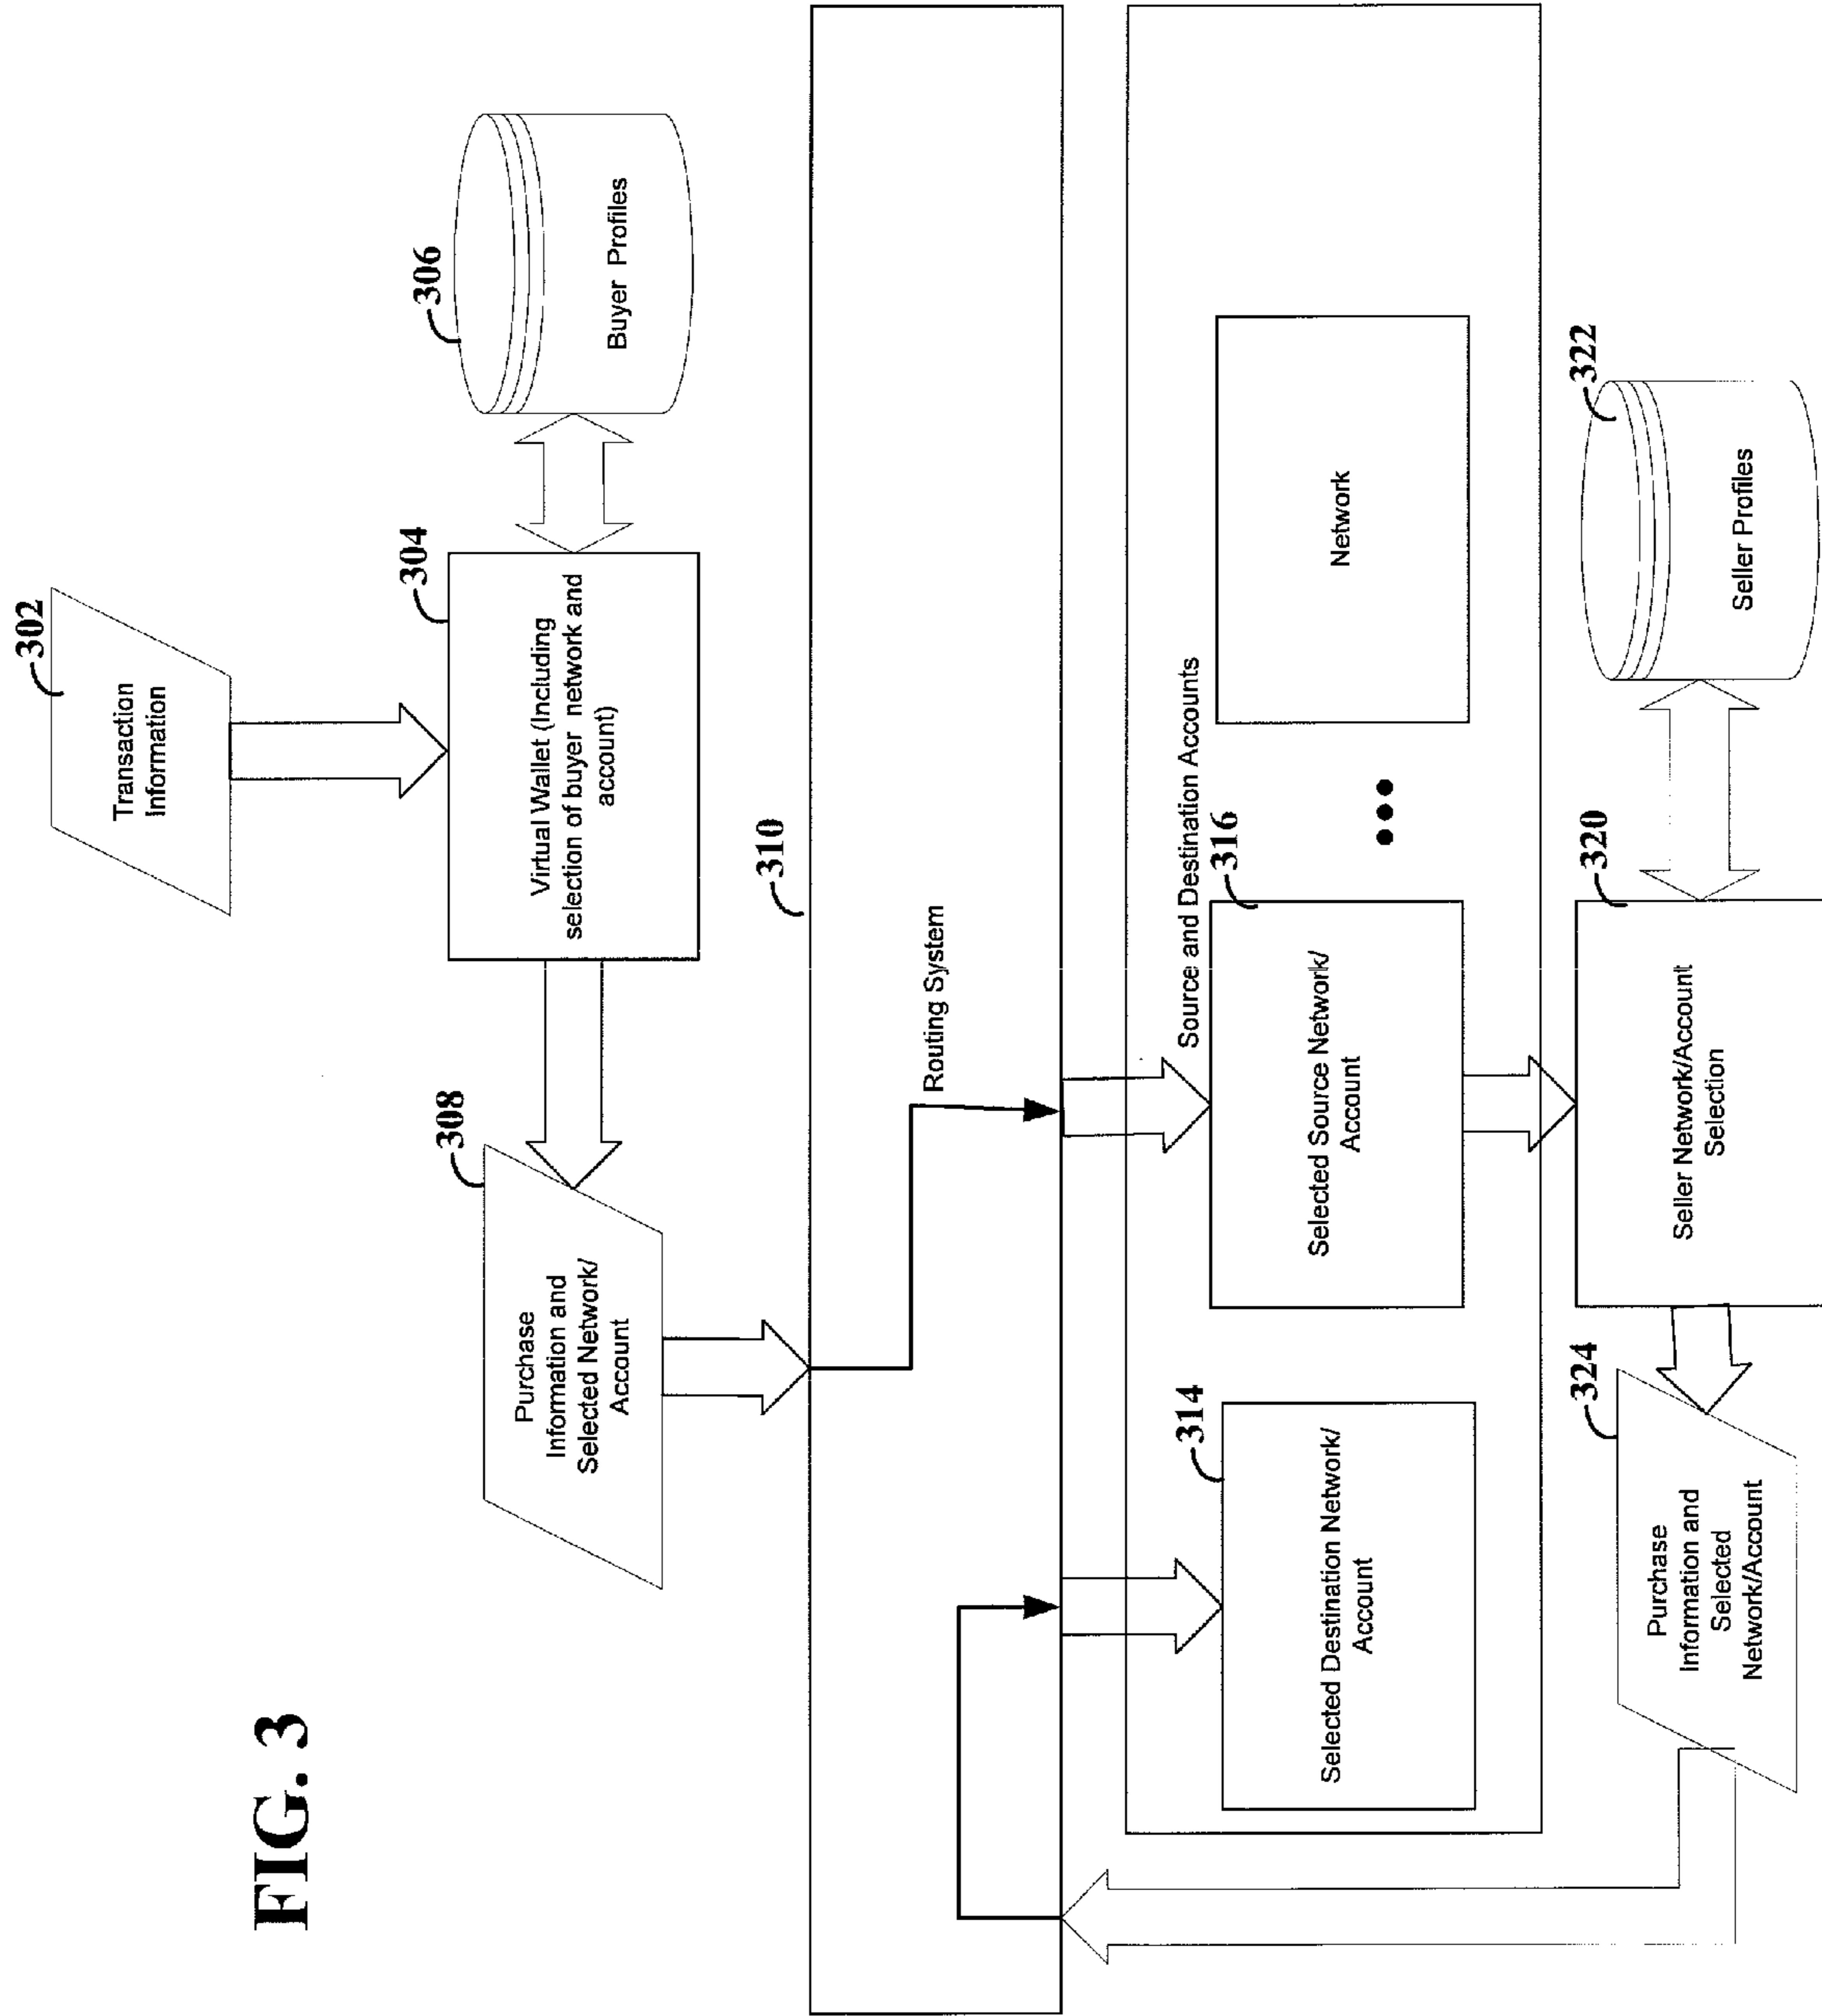 FIG. 3
302
Transaction
Information
304
Virtual Wallet (Including
selection of buyer network and
account)
306
Buyer Profiles
308
Purchase
Information and
Selected Network/
Account
310
Routing System
Source and Destination Accounts
314
Selected Destination Network/
Account
316
Selected Source Network/
Account
•••
Network
320
Seller Network/Account
Selection
322
Seller Profiles
324
Purchase
Information and
Selected
Network/Account